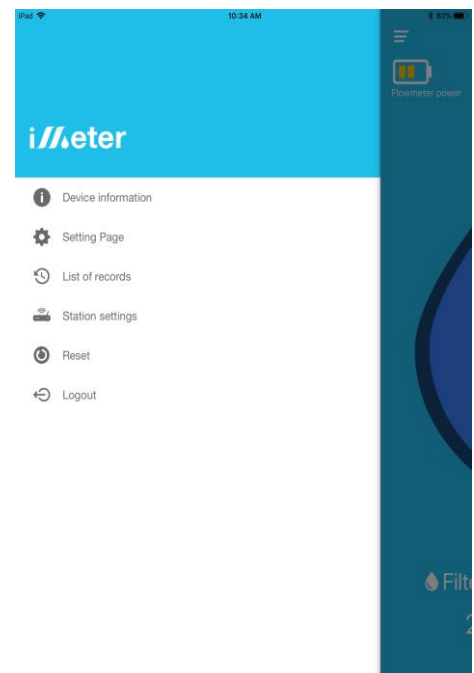 iPad 10:34 AM 80%
Flowmeter power
iMeter
Device information
Setting Page
List of records
Station settings
Reset
Logout
Filte
2